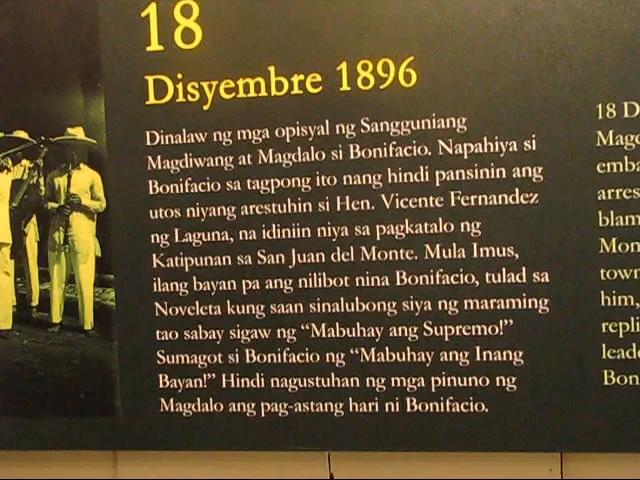 18
Disyembre 1896
Dinalaw ng mga opisyal ng Sangguniang
Magdiwang at Magdalo si Bonifacio. Napahiya si
Bonifacio sa tagpong ito nang hindi pansinin ang
utos niyang arestuhin si Hen. Vicente Fernandez
ng Laguna, na idiniin niya sa pagkatalo ng
Katipunan sa San Juan del Monte. Mula Imus,
ilang bayan pa ang nilibot nina Bonifacio, tulad sa
Noveleta kung saan sinalubong siya ng maraming
tao sabay sigaw ng “Mabuhay ang Supremo!”
Sumagot si Bonifacio ng “Mabuhay ang Inang
Bayan!” Hindi nagustuhan ng mga pinuno ng
Magdalo ang pag-astang hari ni Bonifacio.
18 D
Magd
emba
arres
blam
Mon
town
him,
repli
leade
Bon